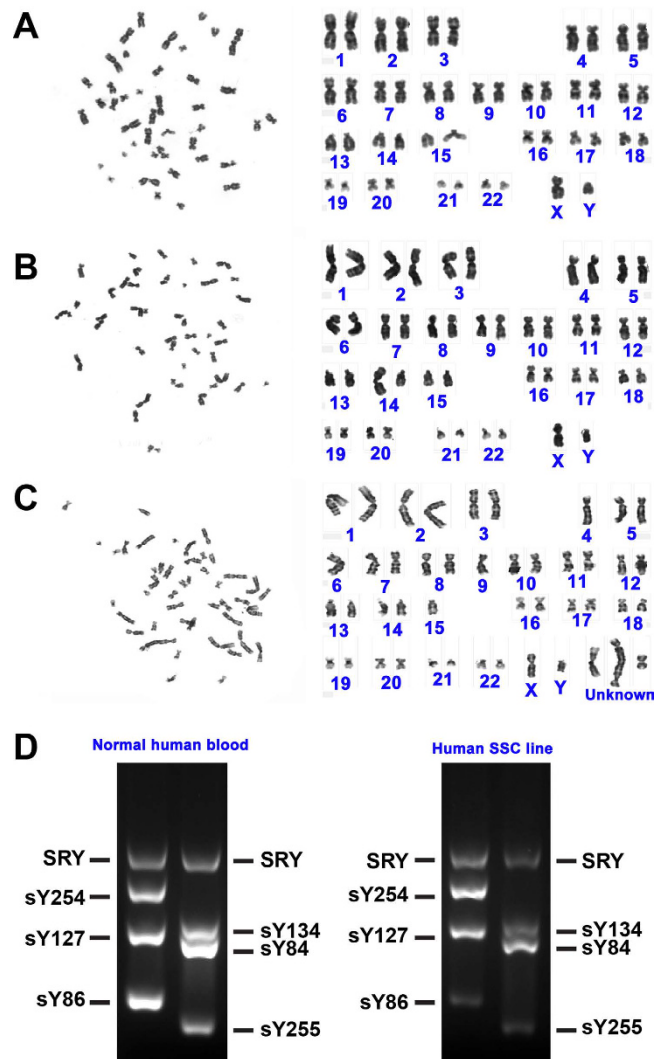 A
1 2 3 4 5
6 7 8 9 10 11 12
13 14 15 16 17 18
19 20 21 22 X Y
B
1 2 3 4 5
6 7 8 9 10 11 12
13 14 15 16 17 18
19 20 21 22 X Y
C
1 2 3 4 5
6 7 8 9 10 11 12
13 14 15 16 17 18
19 20 21 22 X Y Unknown
D
Normal human blood
SRY
sY254
sY127
sY86
SRY
sY134
sY84
sY255
Human SSC line
SRY
sY254
sY127
sY86
SRY
sY134
sY84
sY255